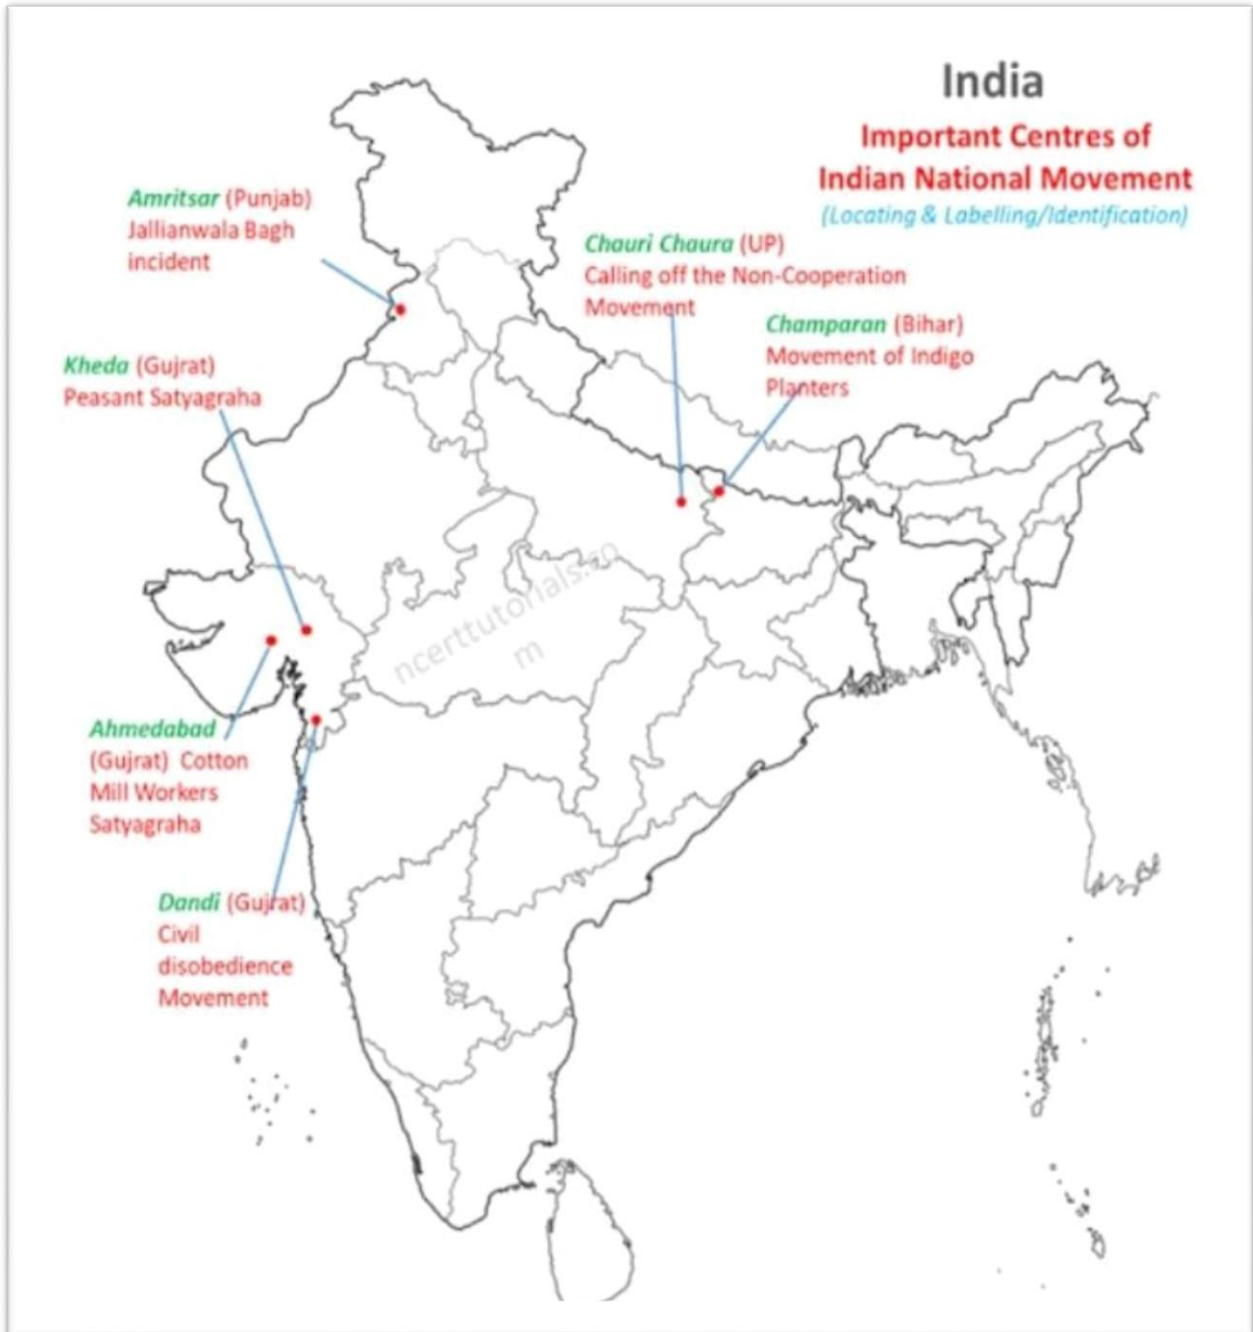 India
Important Centres of
Indian National Movement
(Locating & Labelling/Identification)
Amritsar (Punjab)
Jallianwala Bagh
incident
Chauri Chaura (UP)
Calling off the Non-Cooperation
Movement
Champaran (Bihar)
Movement of Indigo
Planters
Kheda (Gujrat)
Peasant Satyagraha
ncerttutorials.co
m
Ahmedabad
(Gujrat) Cotton
Mill Workers
Satyagraha
Dandi (Gujrat)
Civil
disobedience
Movement